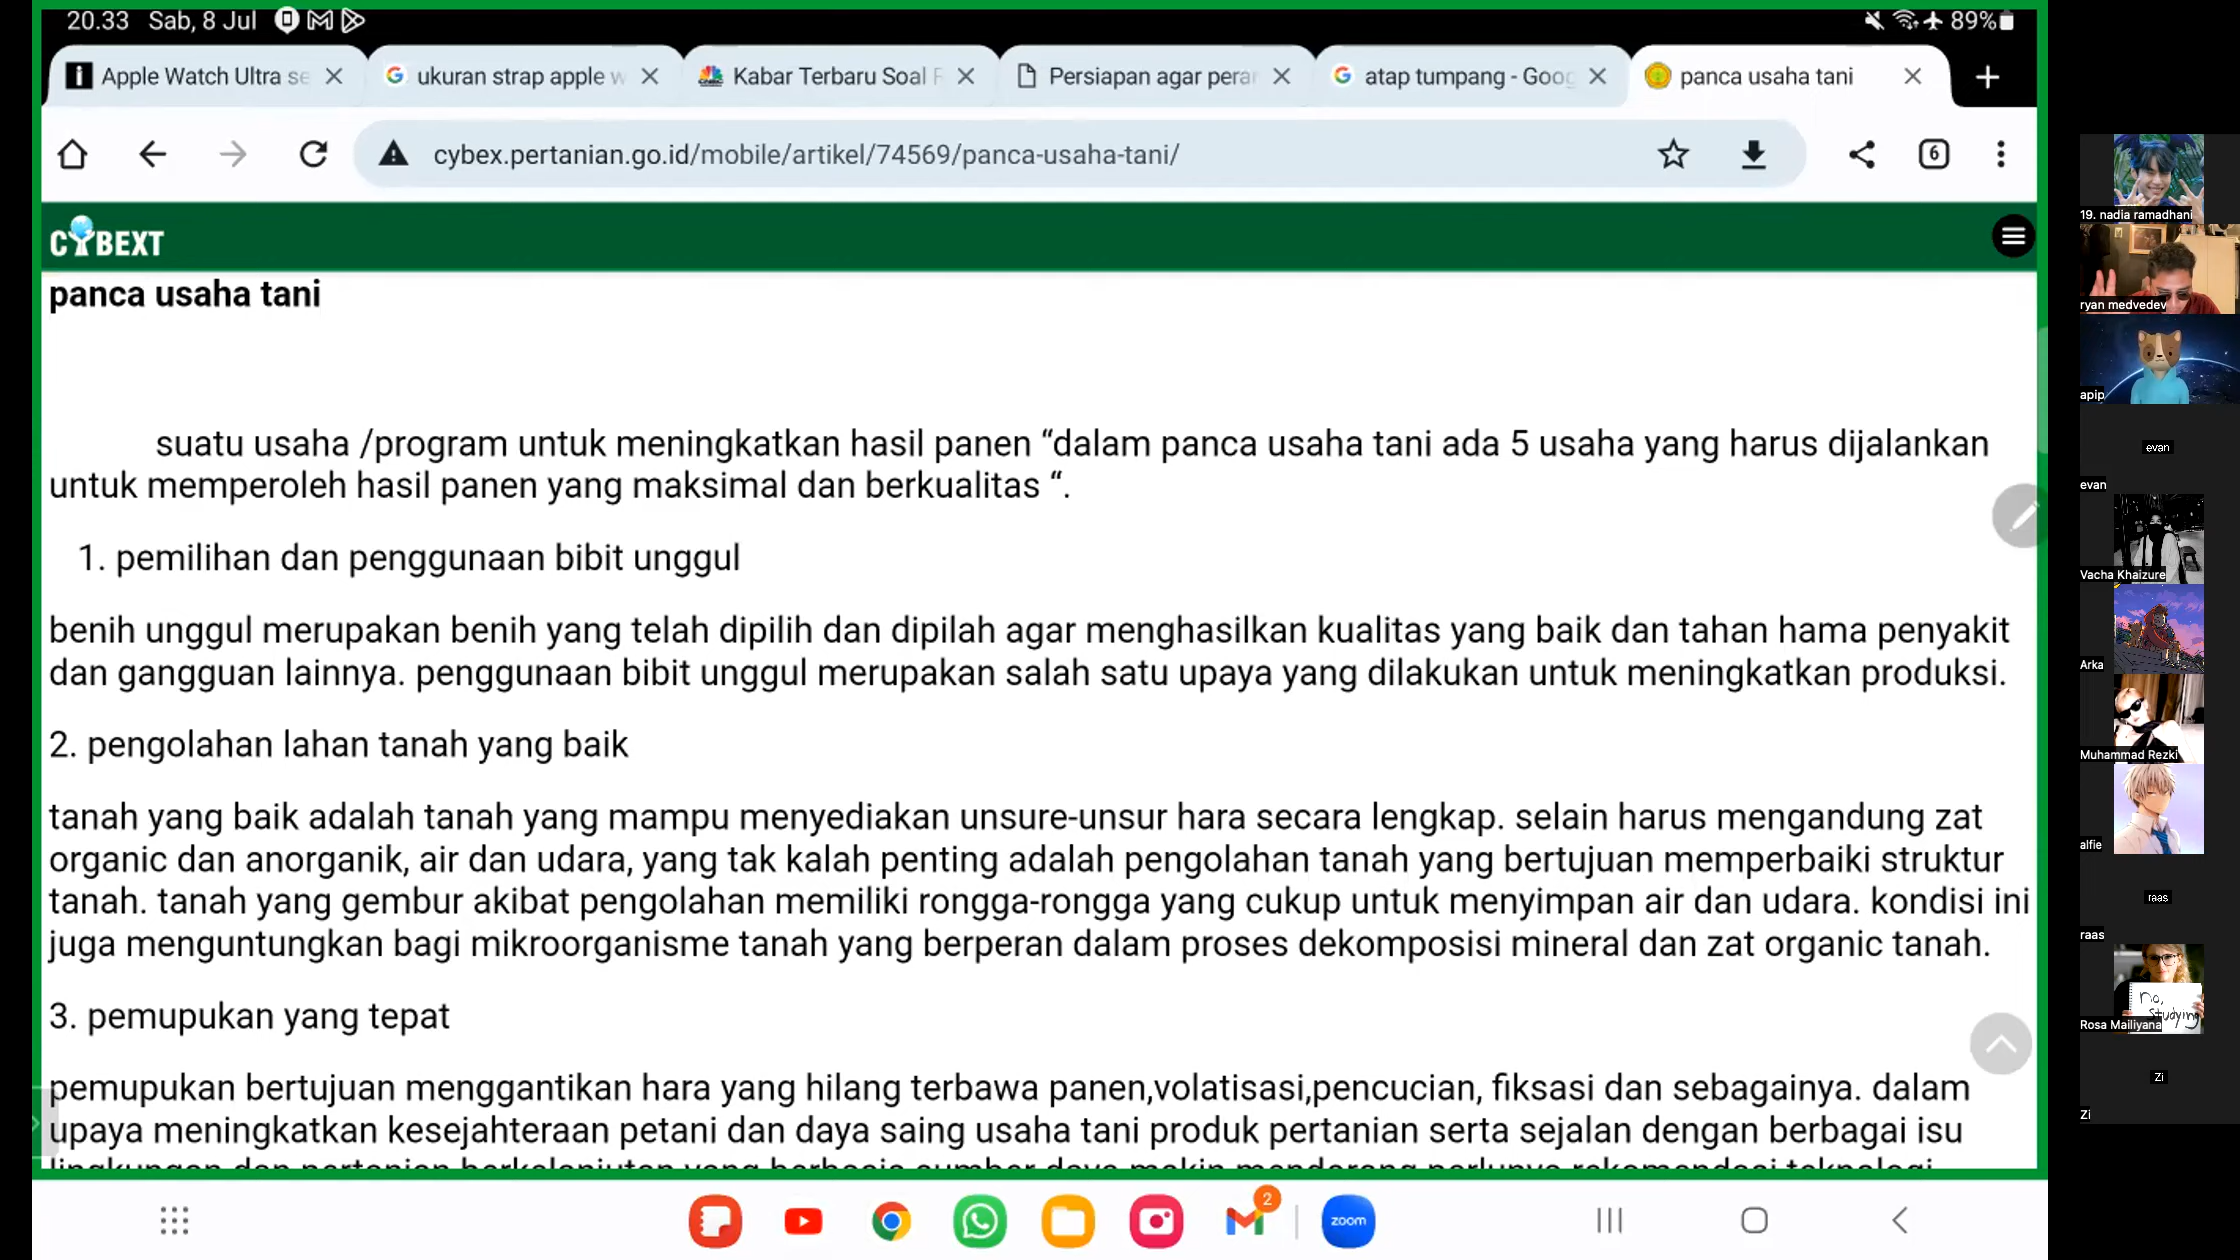 20.33 Sab, 8 Jul
89%
Apple Watch Ultra se
ukuran strap apple w
Kabar Terbaru Soal
Persiapan agar pera
atap tumpang - Goog
panca usaha tani
cybex.pertanian.go.id/mobile/artikel/74569/panca-usaha-tani/
6
CYBEXT
panca usaha tani
suatu usaha /program untuk meningkatkan hasil panen “dalam panca usaha tani ada 5 usaha yang harus dijalankan
untuk memperoleh hasil panen yang maksimal dan berkualitas “.
1. pemilihan dan penggunaan bibit unggul
benih unggul merupakan benih yang telah dipilih dan dipilah agar menghasilkan kualitas yang baik dan tahan hama penyakit
dan gangguan lainnya. penggunaan bibit unggul merupakan salah satu upaya yang dilakukan untuk meningkatkan produksi.
2. pengolahan lahan tanah yang baik
tanah yang baik adalah tanah yang mampu menyediakan unsure-unsur hara secara lengkap. selain harus mengandung zat
organic dan anorganik, air dan udara, yang tak kalah penting adalah pengolahan tanah yang bertujuan memperbaiki struktur
tanah. tanah yang gembur akibat pengolahan memiliki rongga-rongga yang cukup untuk menyimpan air dan udara. kondisi ini
juga menguntungkan bagi mikroorganisme tanah yang berperan dalam proses dekomposisi mineral dan zat organic tanah.
3. pemupukan yang tepat
pemupukan bertujuan menggantikan hara yang hilang terbawa panen,volatisasi,pencucian, fiksasi dan sebagainya. dalam
upaya meningkatkan kesejahteraan petani dan daya saing usaha tani produk pertanian serta sejalan dengan berbagai isu
2
zoom
19. nadia ramadhani
ryan medvedev
apip
evan
evan
Vacha Khaizure
Arka
Muhammad Rezki
alfie
raas
raas
no,
studying
Rosa Mailiyana
Zi
Zi